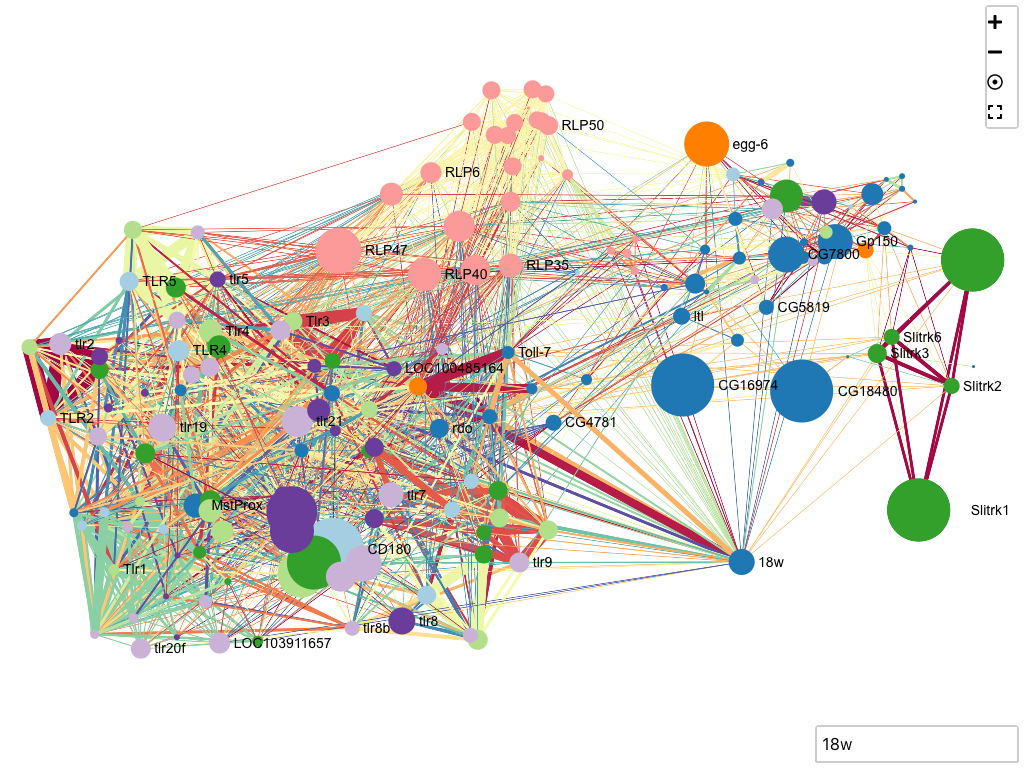 RLP50
egg-6
RLP6
RLP47
Gp150
CG7800
RLP35
RLP40
TLR5
tlr5
CG5819
Tlr3
ltl
Tlr4
Slitrk6
tlr2
TLR4
Toll-7
Slitrk3
LOC100485164
CG16974
Slitrk2
CG18480
TLR2
tlr21
CG4781
tlr19
rdo
tlr7
MstProx
Slitrk1
CD180
18w
tlr9
Tlr1
tlr8
tlr8b
LOC103911657
tlr20f
18w